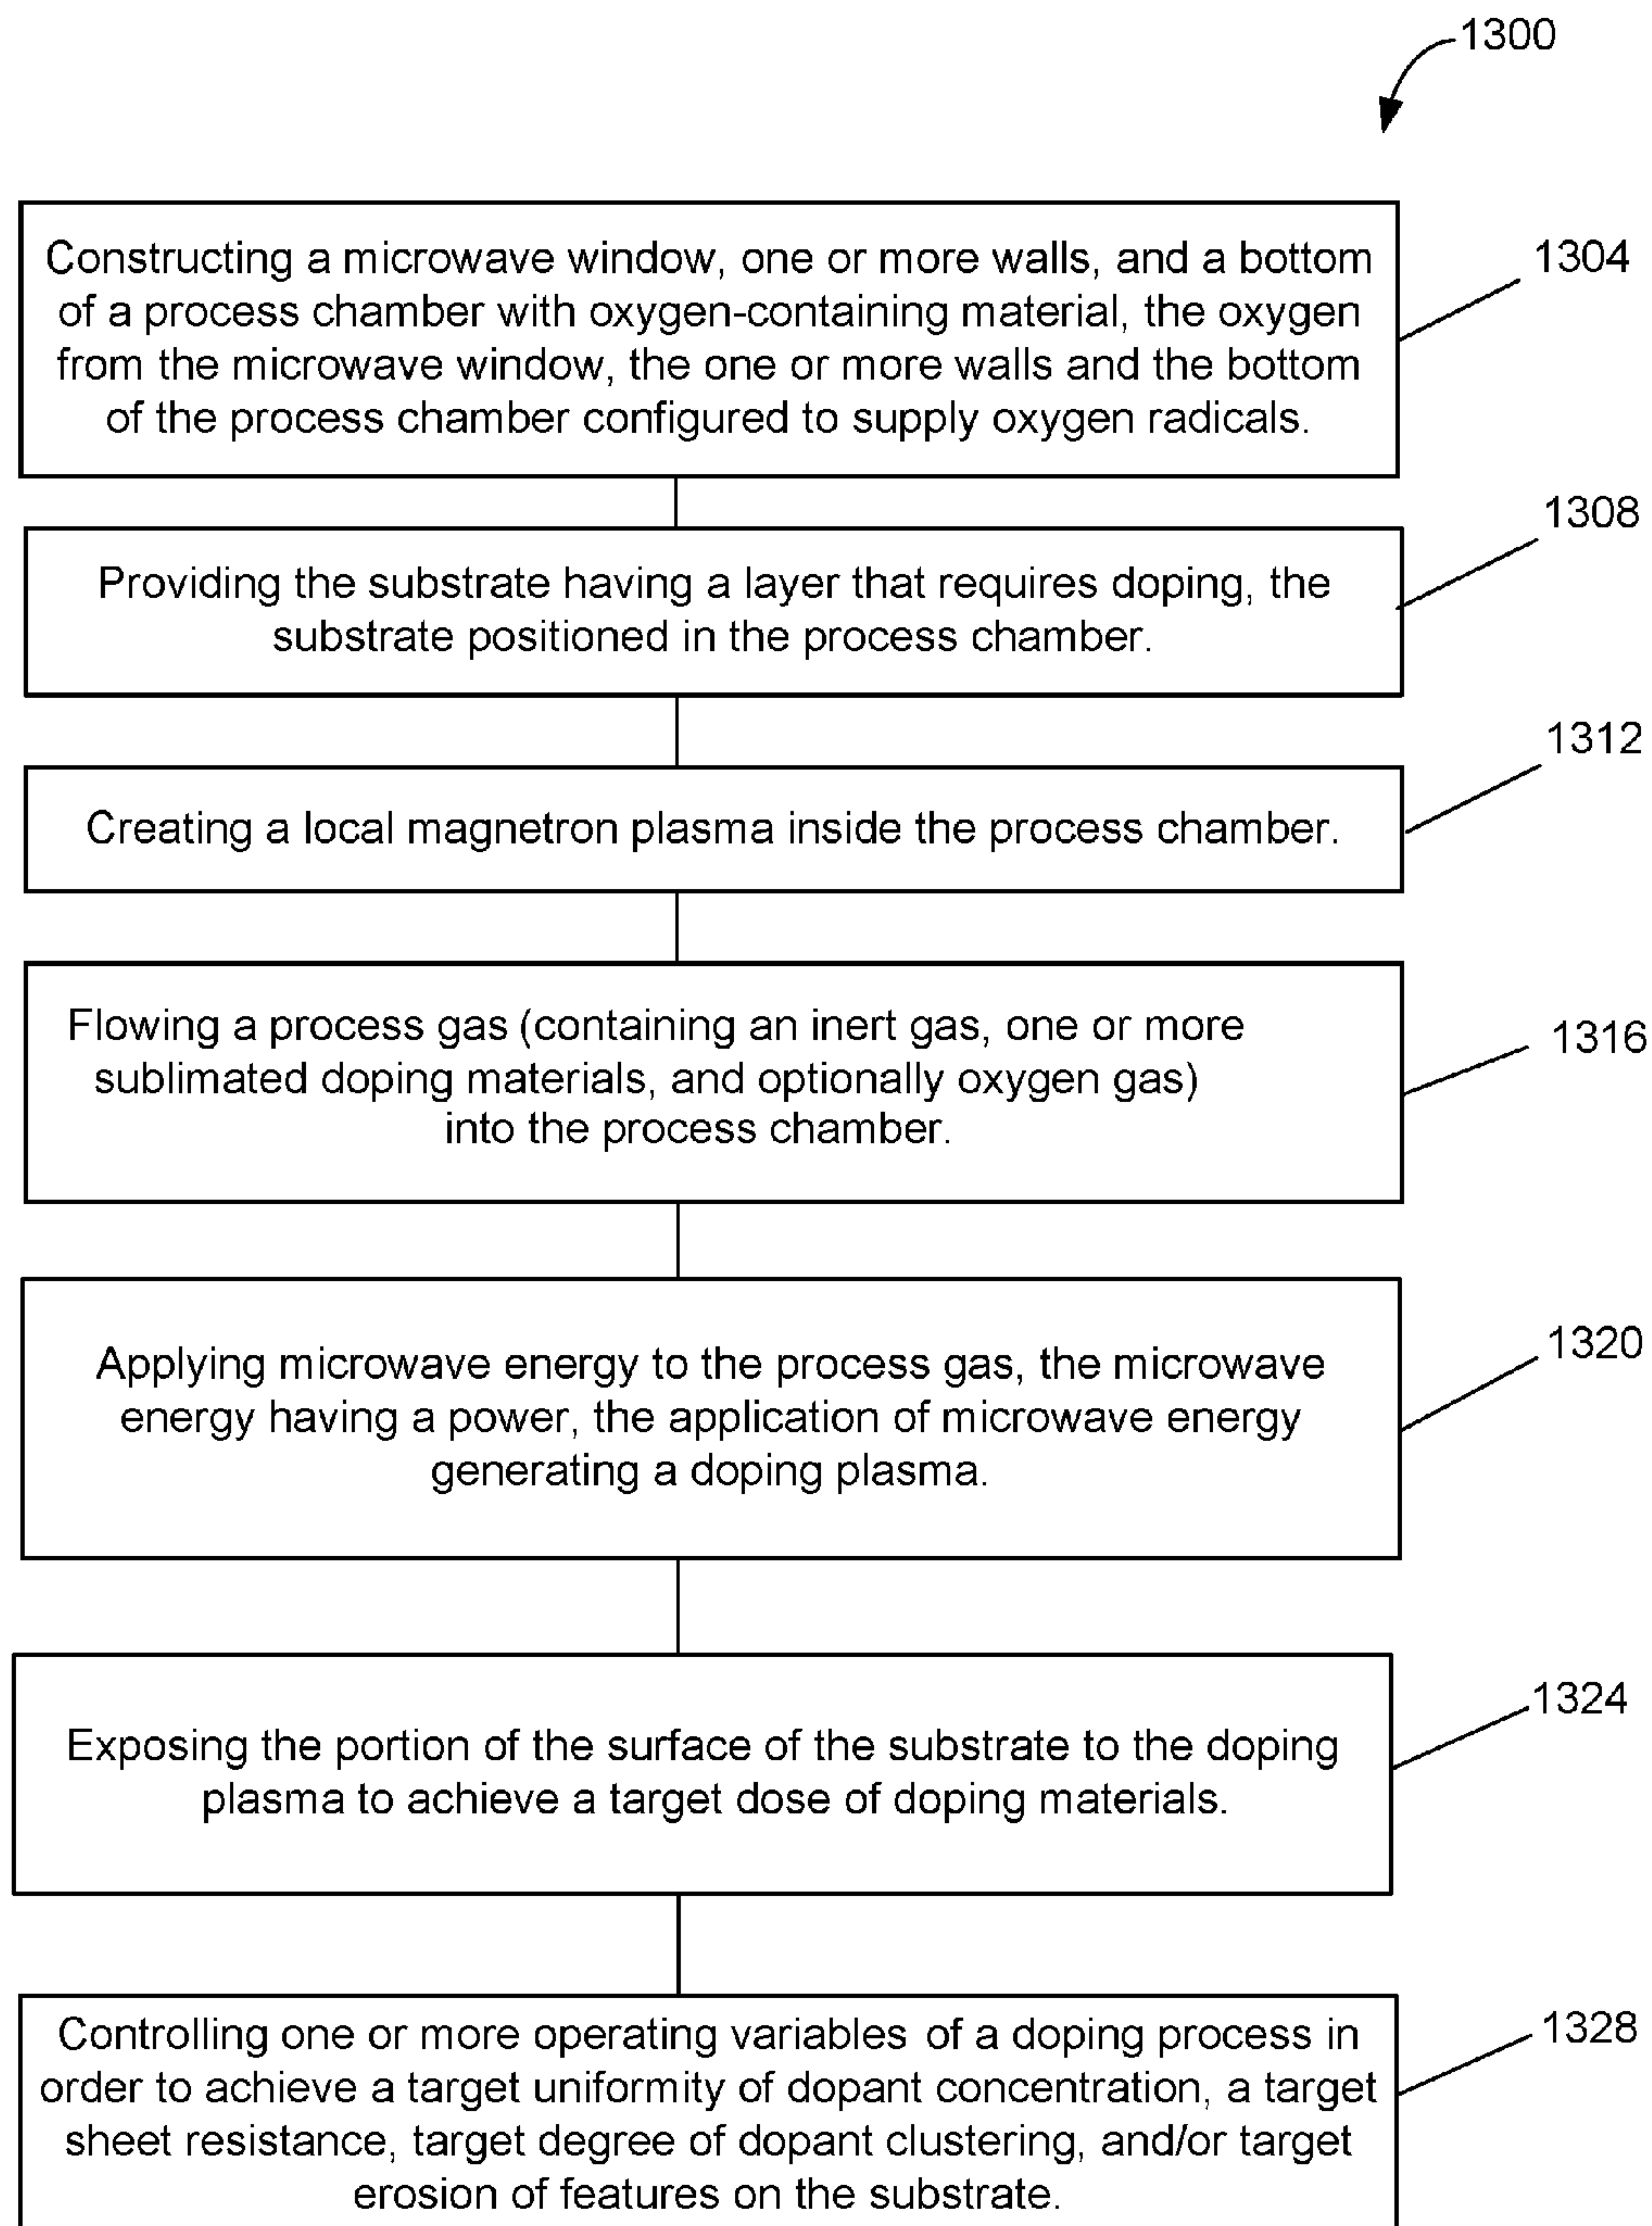 1300
Constructing a microwave window, one or more walls, and a bottom
of a process chamber with oxygen-containing material, the oxygen
from the microwave window, the one or more walls and the bottom
of the process chamber configured to supply oxygen radicals.
1304
Providing the substrate having a layer that requires doping, the
substrate positioned in the process chamber.
1308
Creating a local magnetron plasma inside the process chamber.
1312
Flowing a process gas (containing an inert gas, one or more
sublimated doping materials, and optionally oxygen gas)
into the process chamber.
1316
Applying microwave energy to the process gas, the microwave
energy having a power, the application of microwave energy
generating a doping plasma.
1320
Exposing the portion of the surface of the substrate to the doping
plasma to achieve a target dose of doping materials.
1324
Controlling one or more operating variables of a doping process in
order to achieve a target uniformity of dopant concentration, a target
sheet resistance, target degree of dopant clustering, and/or target
erosion of features on the substrate.
1328